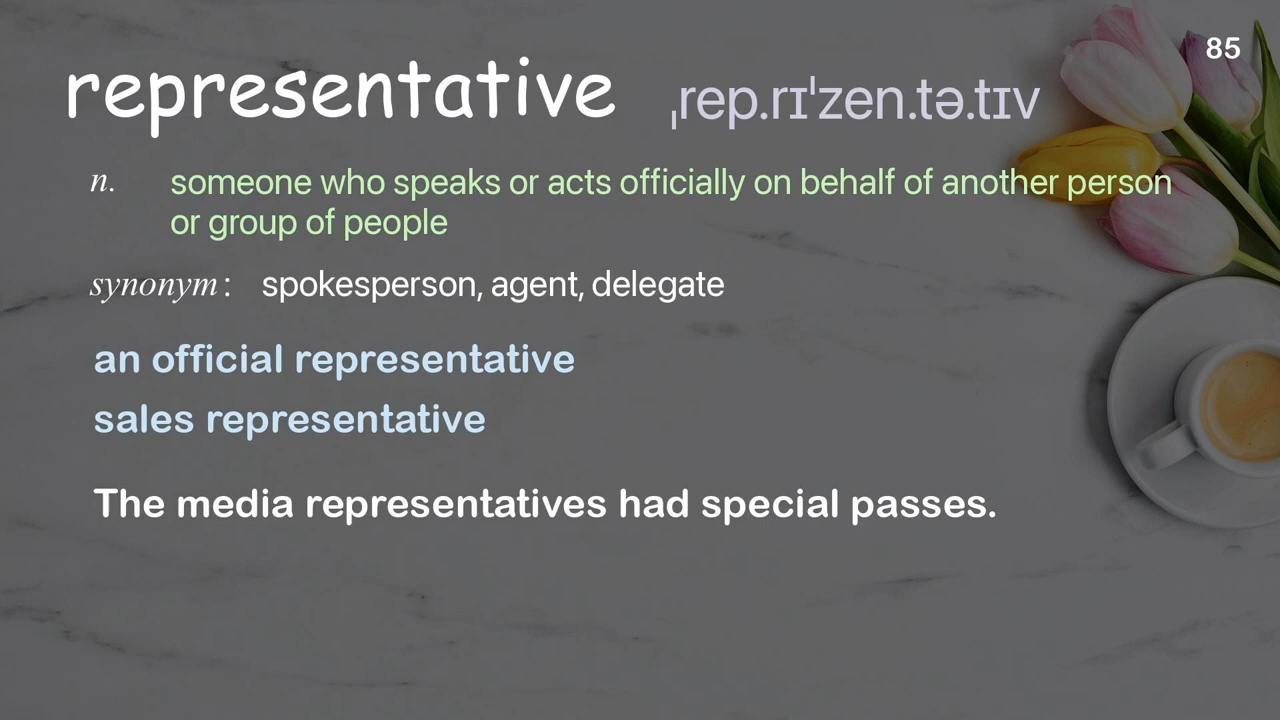 85
representative ˌrep.rɪˈzen.tə.tɪv
n. someone who speaks or acts officially on behalf of another person
or group of people
synonym : spokesperson, agent, delegate
an official representative
sales representative
The media representatives had special passes.